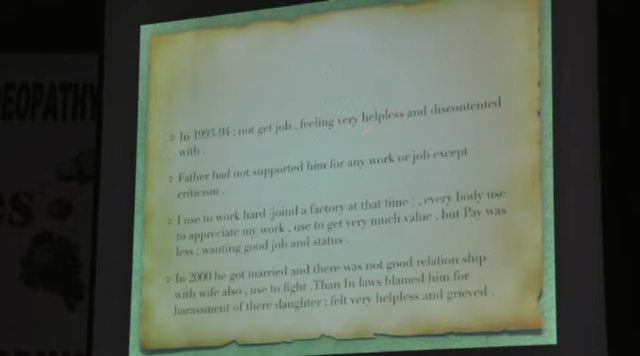 EOPATHY
In 1993-94 ; not get job , feeling very helpless and discontented
with .
Father had not supported him for any work or job except
criticism .
I use to work hard (joind a factory at that time ) , every body use
to appreciate my work , use to get very much value , but Pay was
less ; wanting good job and status .
In 2000 he got married and there was not good relation ship
with wife also , use to fight .Than In laws blamed him for
harassment of there daughter ; felt very helpless and grieved .